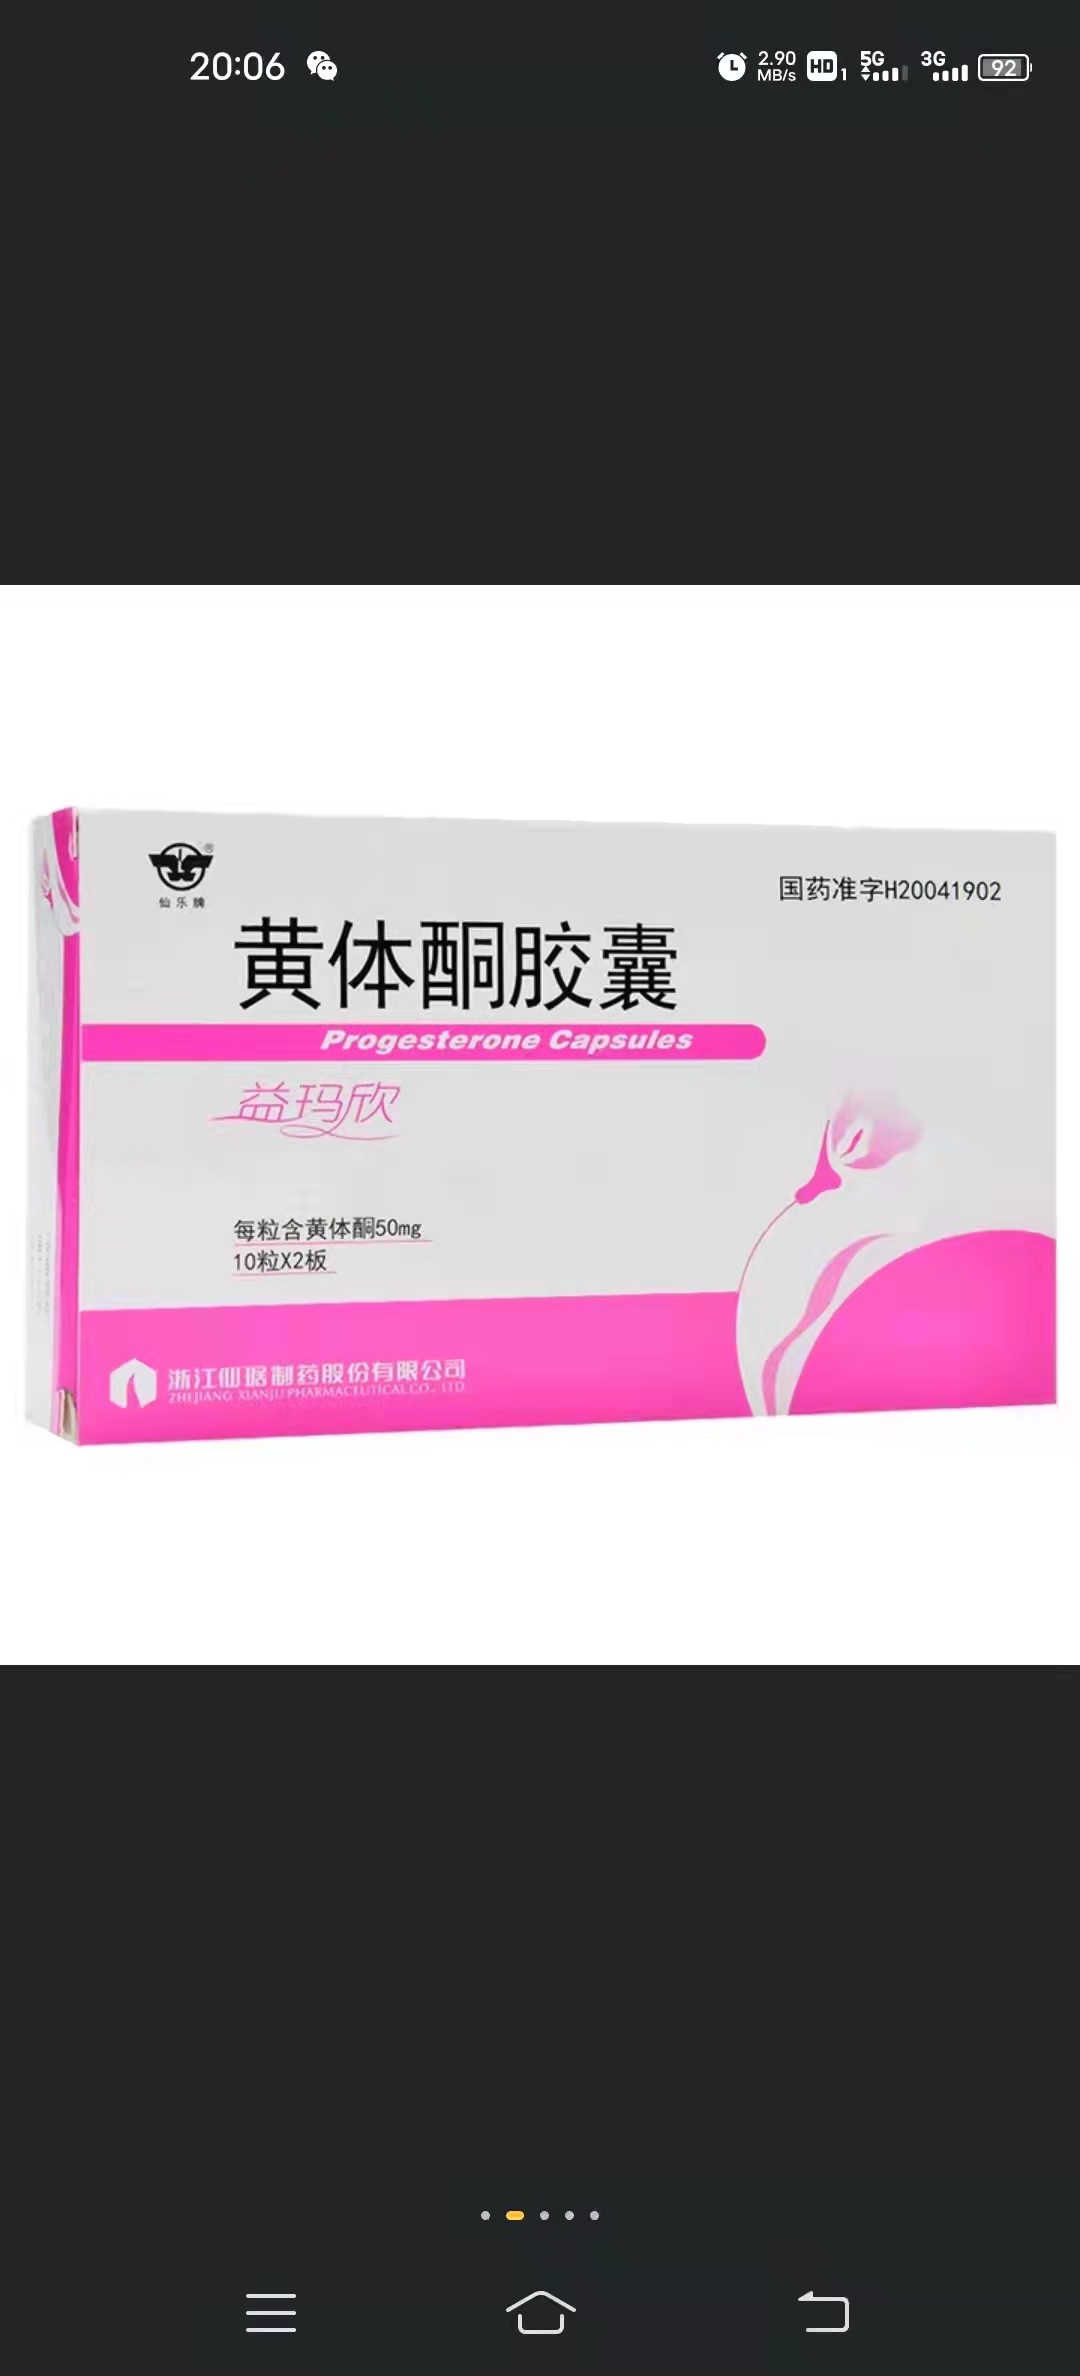 20:06
2.90 MB/s HD 1 5G 3G 92
仙乐牌®
国药准字H20041902
黄体酮胶囊
Progesterone Capsules
益玛欣
每粒含黄体酮50mg
10粒X2板
浙江仙琚制药股份有限公司
ZHEJIANG XIANJU PHARMACEUTICAL CO., LTD.